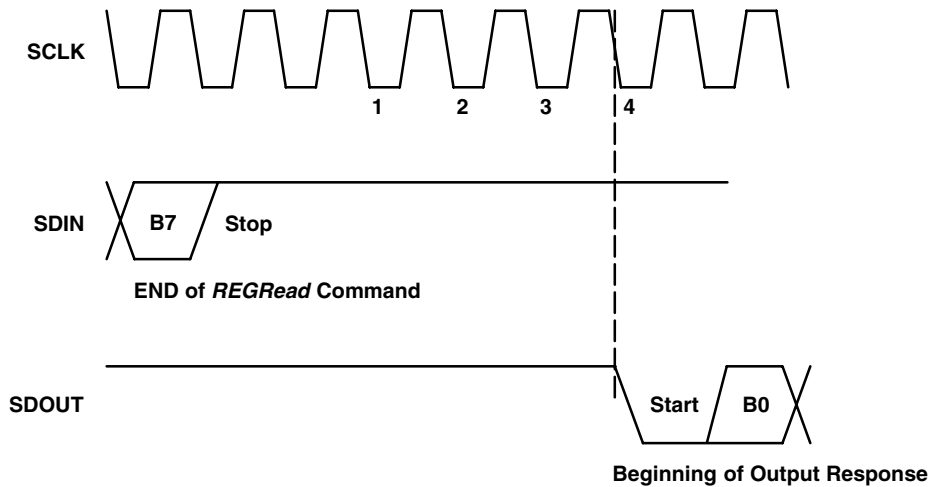 SCLK
1 2 3 4
SDIN
B7
Stop
END of REGRead Command
SDOUT
Start
B0
Beginning of Output Response